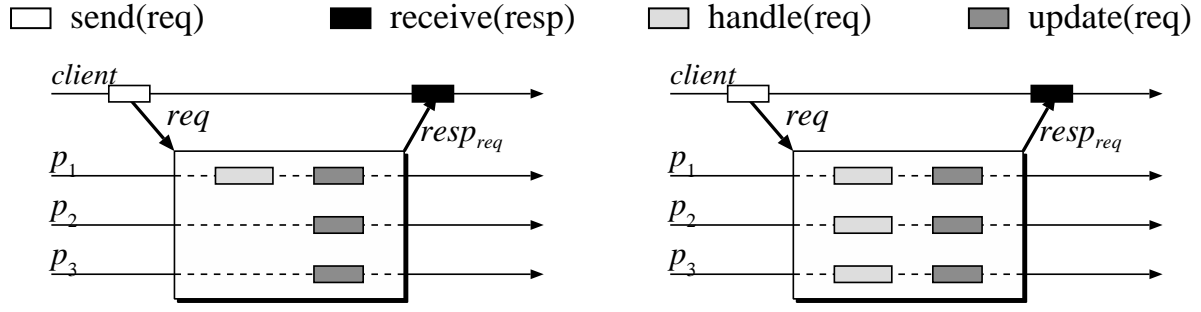 send(req) receive(resp) handle(req) update(req)
client client
req req
resp_req resp_req
p_1 p_1
p_2 p_2
p_3 p_3